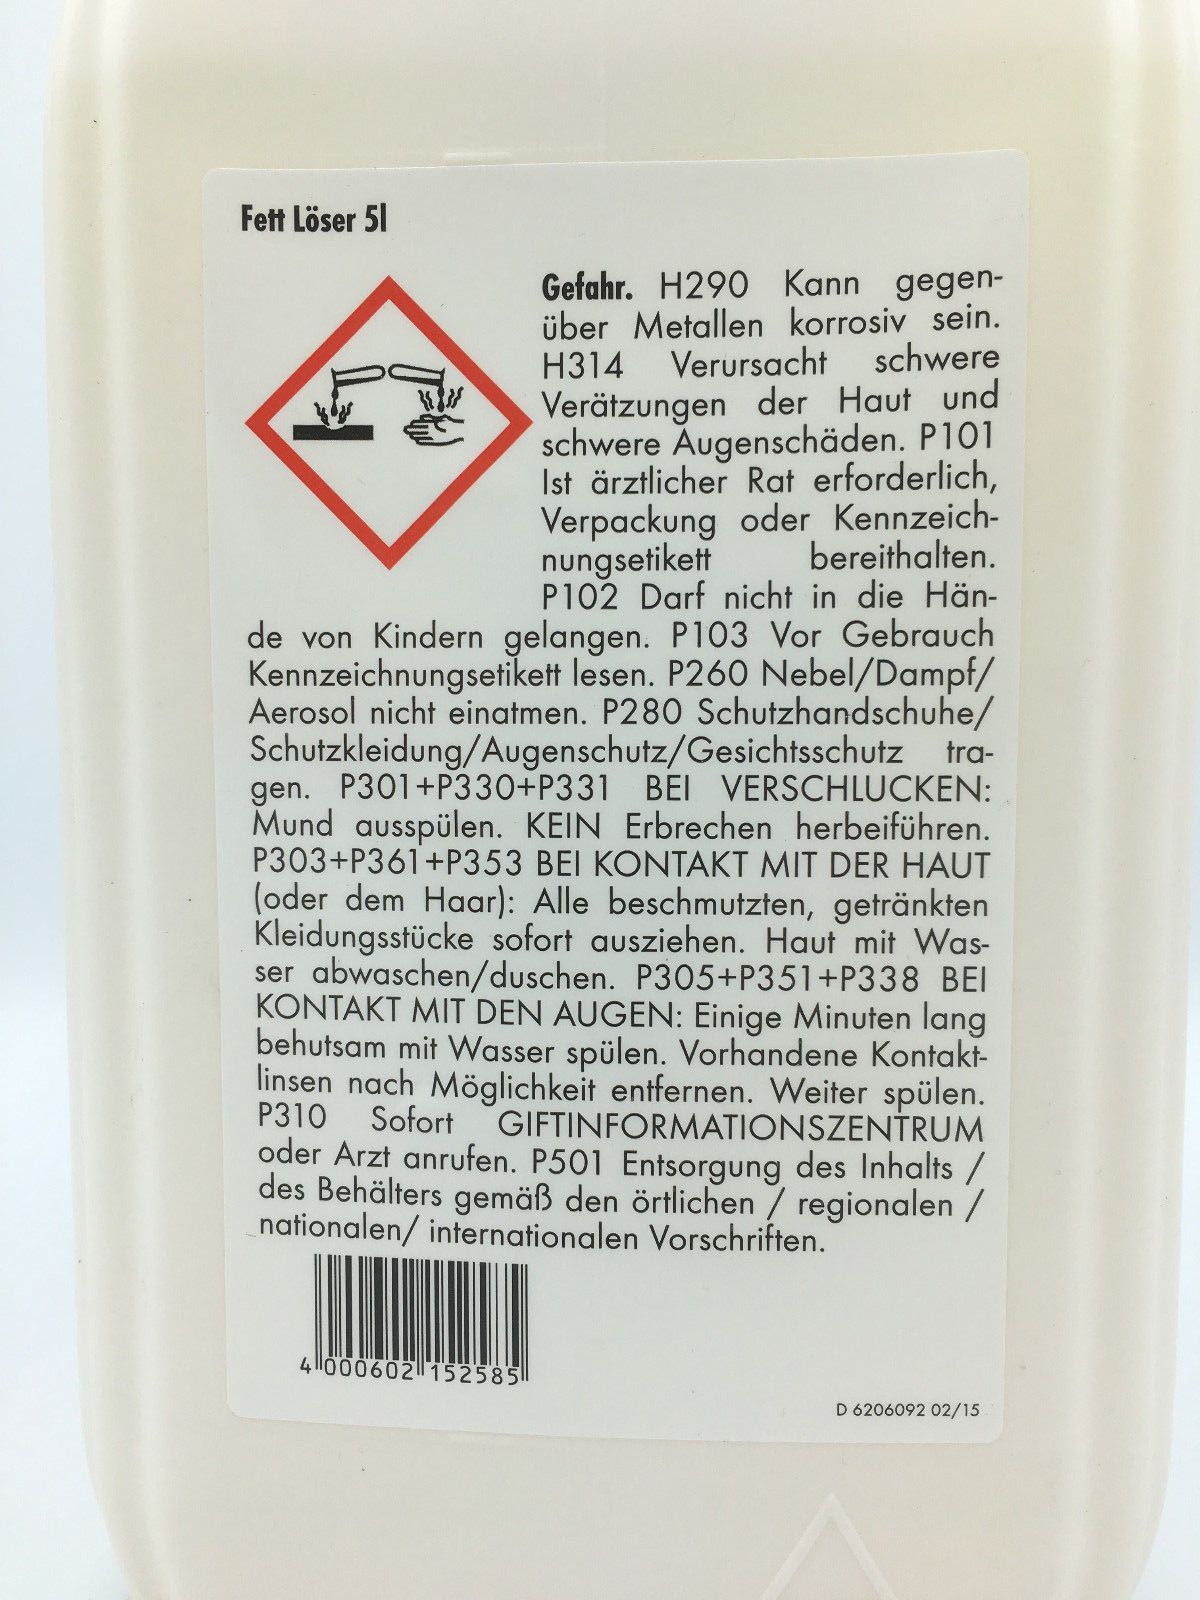 Fett Löser 5l
Gefahr. H290 Kann gegen-
über Metallen korrosiv sein.
H314 Verursacht schwere
Verätzungen der Haut und
schwere Augenschäden. P101
Ist ärztlicher Rat erforderlich,
Verpackung oder Kennzeich-
nungsetikett bereithalten.
P102 Darf nicht in die Hän-
de von Kindern gelangen. P103 Vor Gebrauch
Kennzeichnungsetikett lesen. P260 Nebel/Dampf/
Aerosol nicht einatmen. P280 Schutzhandschuhe/
Schutzkleidung/Augenschutz/Gesichtsschutz tra-
gen. P301+P330+P331 BEI VERSCHLUCKEN:
Mund ausspülen. KEIN Erbrechen herbeiführen.
P303+P361+P353 BEI KONTAKT MIT DER HAUT
(oder dem Haar): Alle beschmutzten, getränkten
Kleidungsstücke sofort ausziehen. Haut mit Was-
ser abwaschen/duschen. P305+P351+P338 BEI
KONTAKT MIT DEN AUGEN: Einige Minuten lang
behutsam mit Wasser spülen. Vorhandene Kontakt-
linsen nach Möglichkeit entfernen. Weiter spülen.
P310 Sofort GIFTINFORMATIONSZENTRUM
oder Arzt anrufen. P501 Entsorgung des Inhalts /
des Behälters gemäß den örtlichen / regionalen /
nationalen/ internationalen Vorschriften.
4 000602 152585
D 6206092 02/15